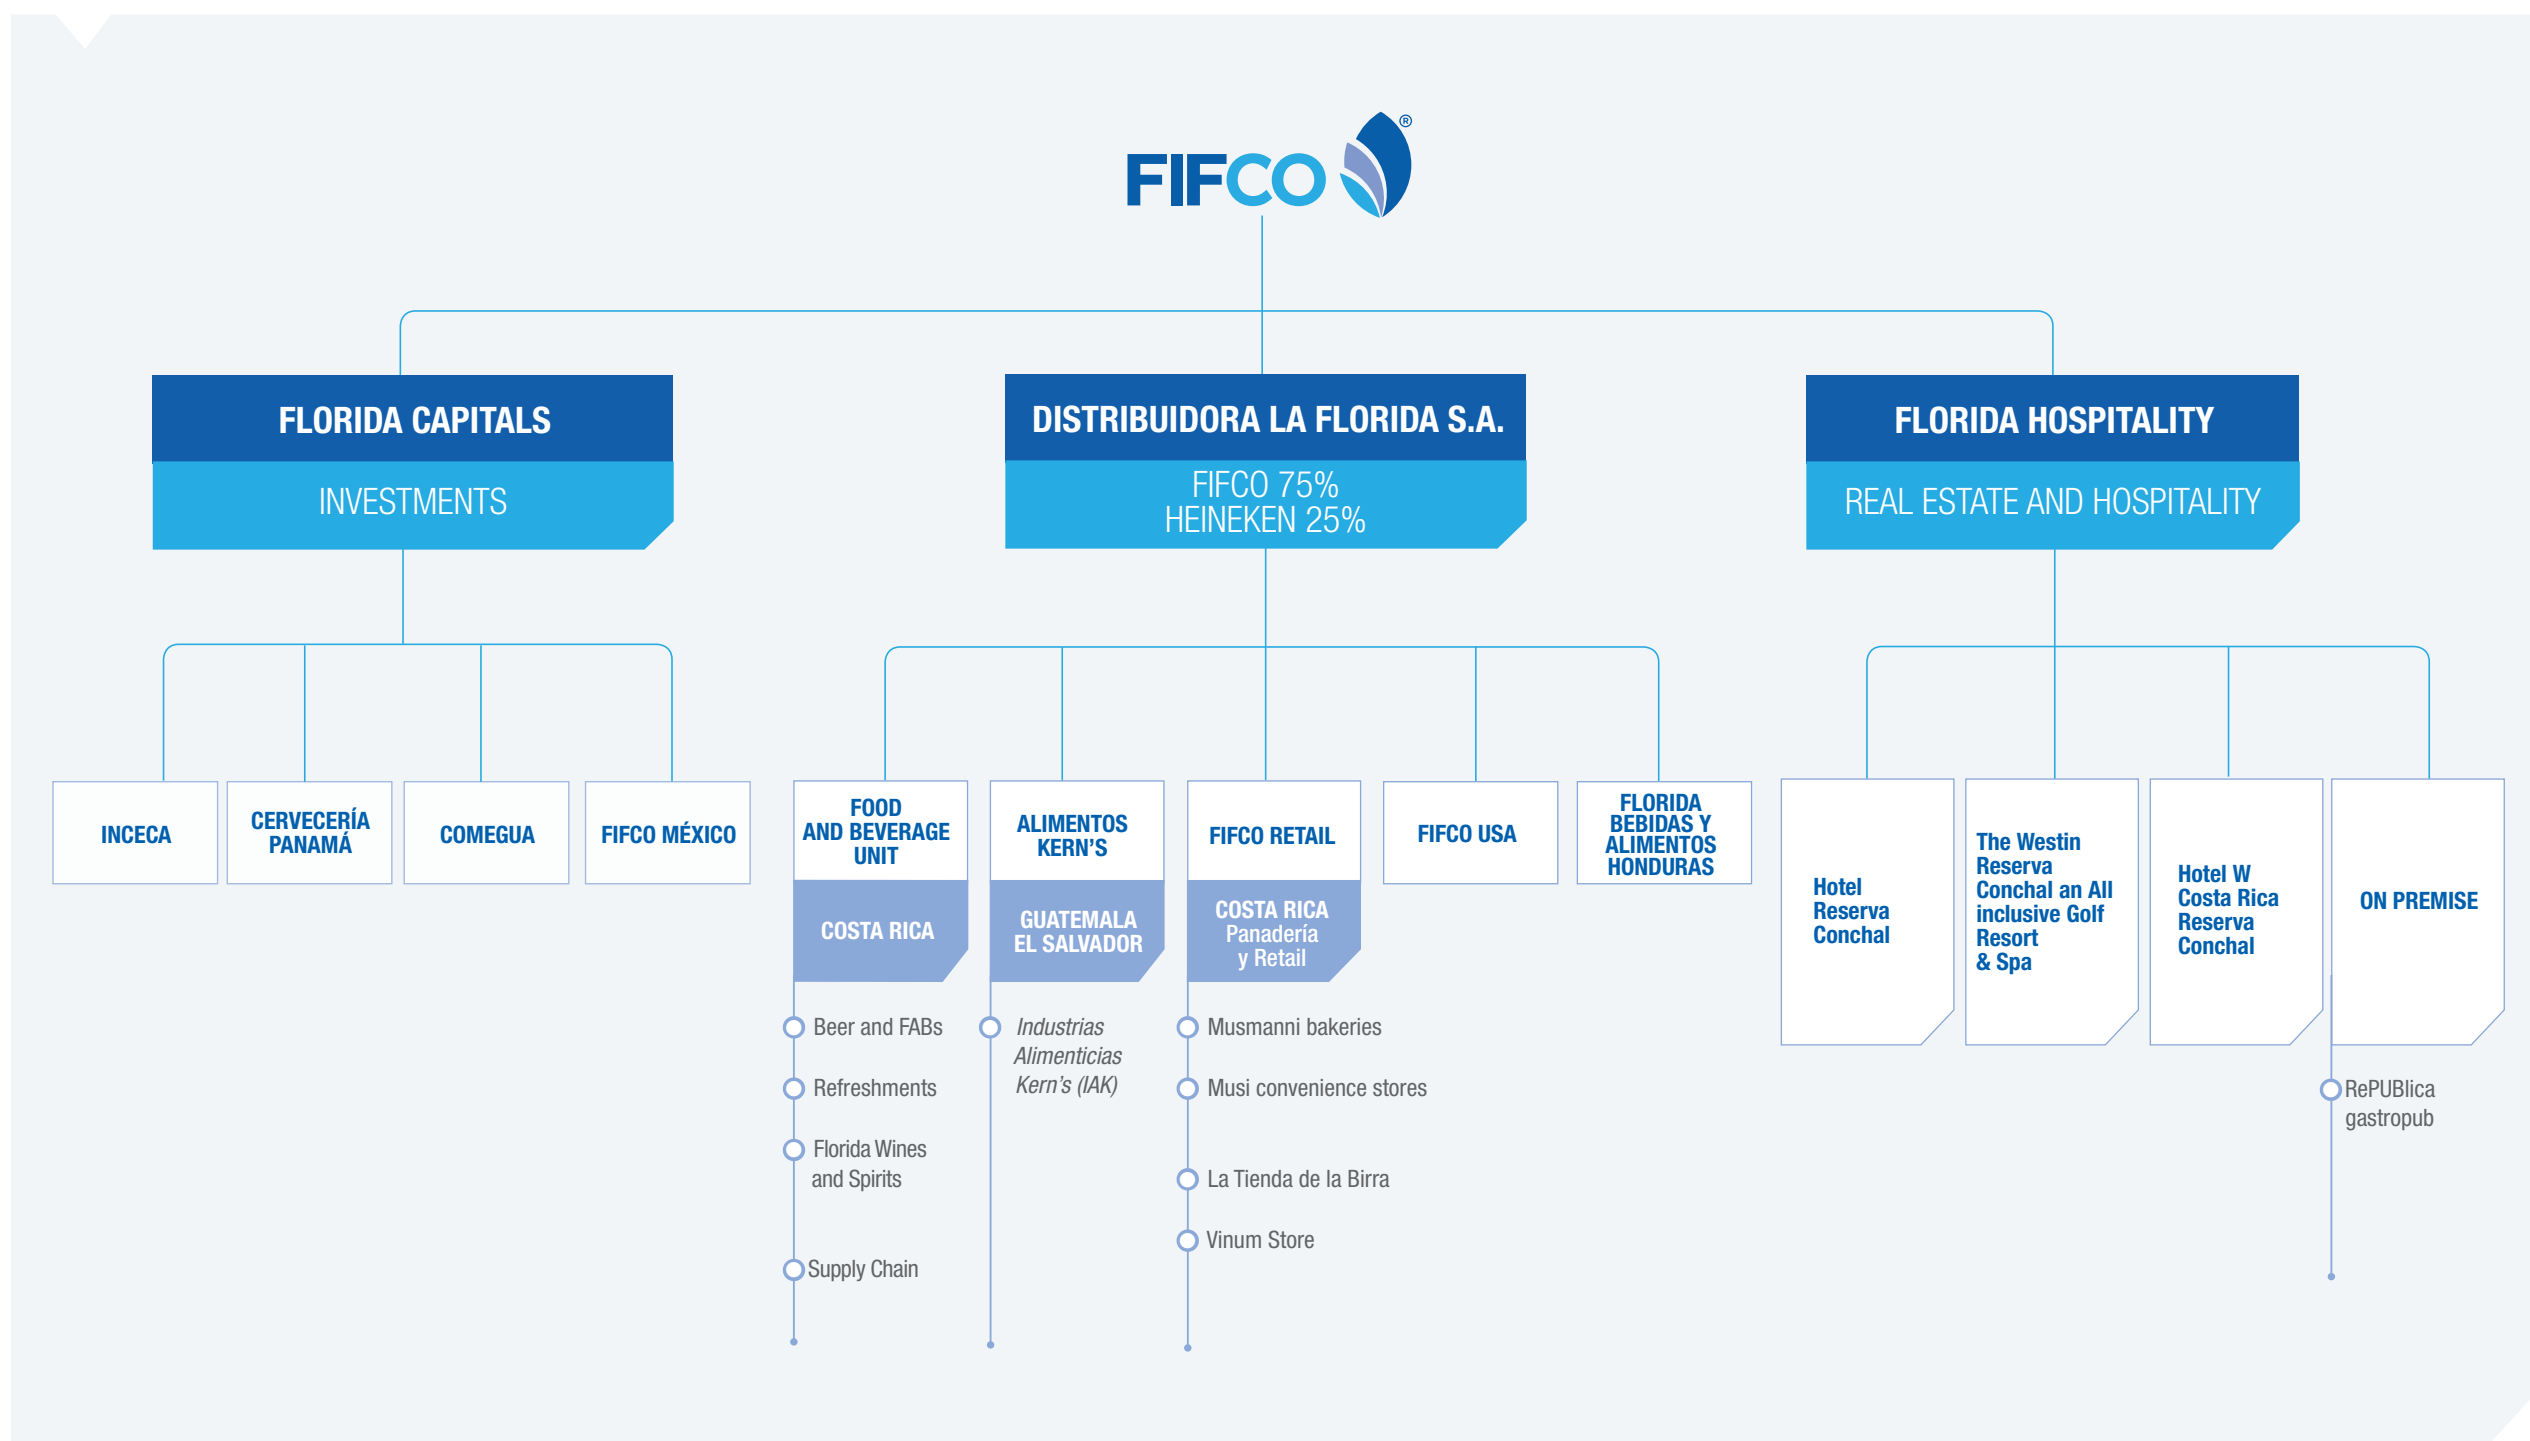 FIFCO ®
FLORIDA CAPITALS
INVESTMENTS
DISTRIBUIDORA LA FLORIDA S.A.
FIFCO 75%
HEINEKEN 25%
FLORIDA HOSPITALITY
REAL ESTATE AND HOSPITALITY
INCECA
CERVECERÍA
PANAMÁ
COMEGUA
FIFCO MÉXICO
FOOD
AND BEVERAGE
UNIT
COSTA RICA
Beer and FABs
Refreshments
Florida Wines
and Spirits
Supply Chain
ALIMENTOS
KERN’S
GUATEMALA
EL SALVADOR
Industrias
Alimenticias
Kern’s (IAK)
FIFCO RETAIL
COSTA RICA
Panadería
y Retail
Musmanni bakeries
Musi convenience stores
La Tienda de la Birra
Vinum Store
FIFCO USA
FLORIDA
BEBIDAS Y
ALIMENTOS
HONDURAS
Hotel
Reserva
Conchal
The Westin
Reserva
Conchal an All
inclusive Golf
Resort
& Spa
Hotel W
Costa Rica
Reserva
Conchal
ON PREMISE
RePUBlica
gastropub